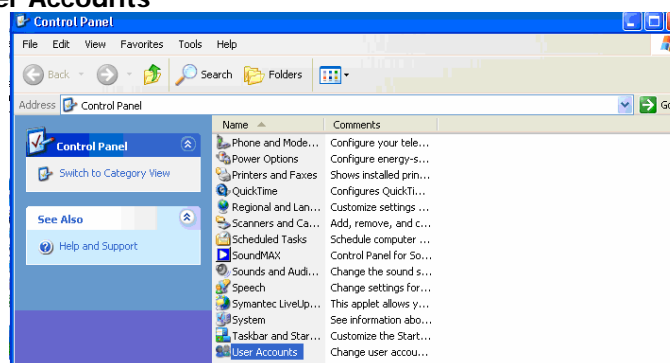 er Accounts
Control Panel
File Edit View Favorites Tools Help
Back Search Folders
Address Control Panel Go
Name Comments
Control Panel
Switch to Category View
See Also
Help and Support
Phone and Mode... Configure your tele...
Power Options Configure energy-s...
Printers and Faxes Shows installed prin...
QuickTime Configures QuickTi...
Regional and Lan... Customize settings ...
Scanners and Ca... Add, remove, and c...
Scheduled Tasks Schedule computer ...
SoundMAX Control Panel for So...
Sounds and Audi... Change the sound s...
Speech Change settings for...
Symantec LiveUp... This applet allows y...
System See information abo...
Taskbar and Star... Customize the Start...
User Accounts Change user accou...